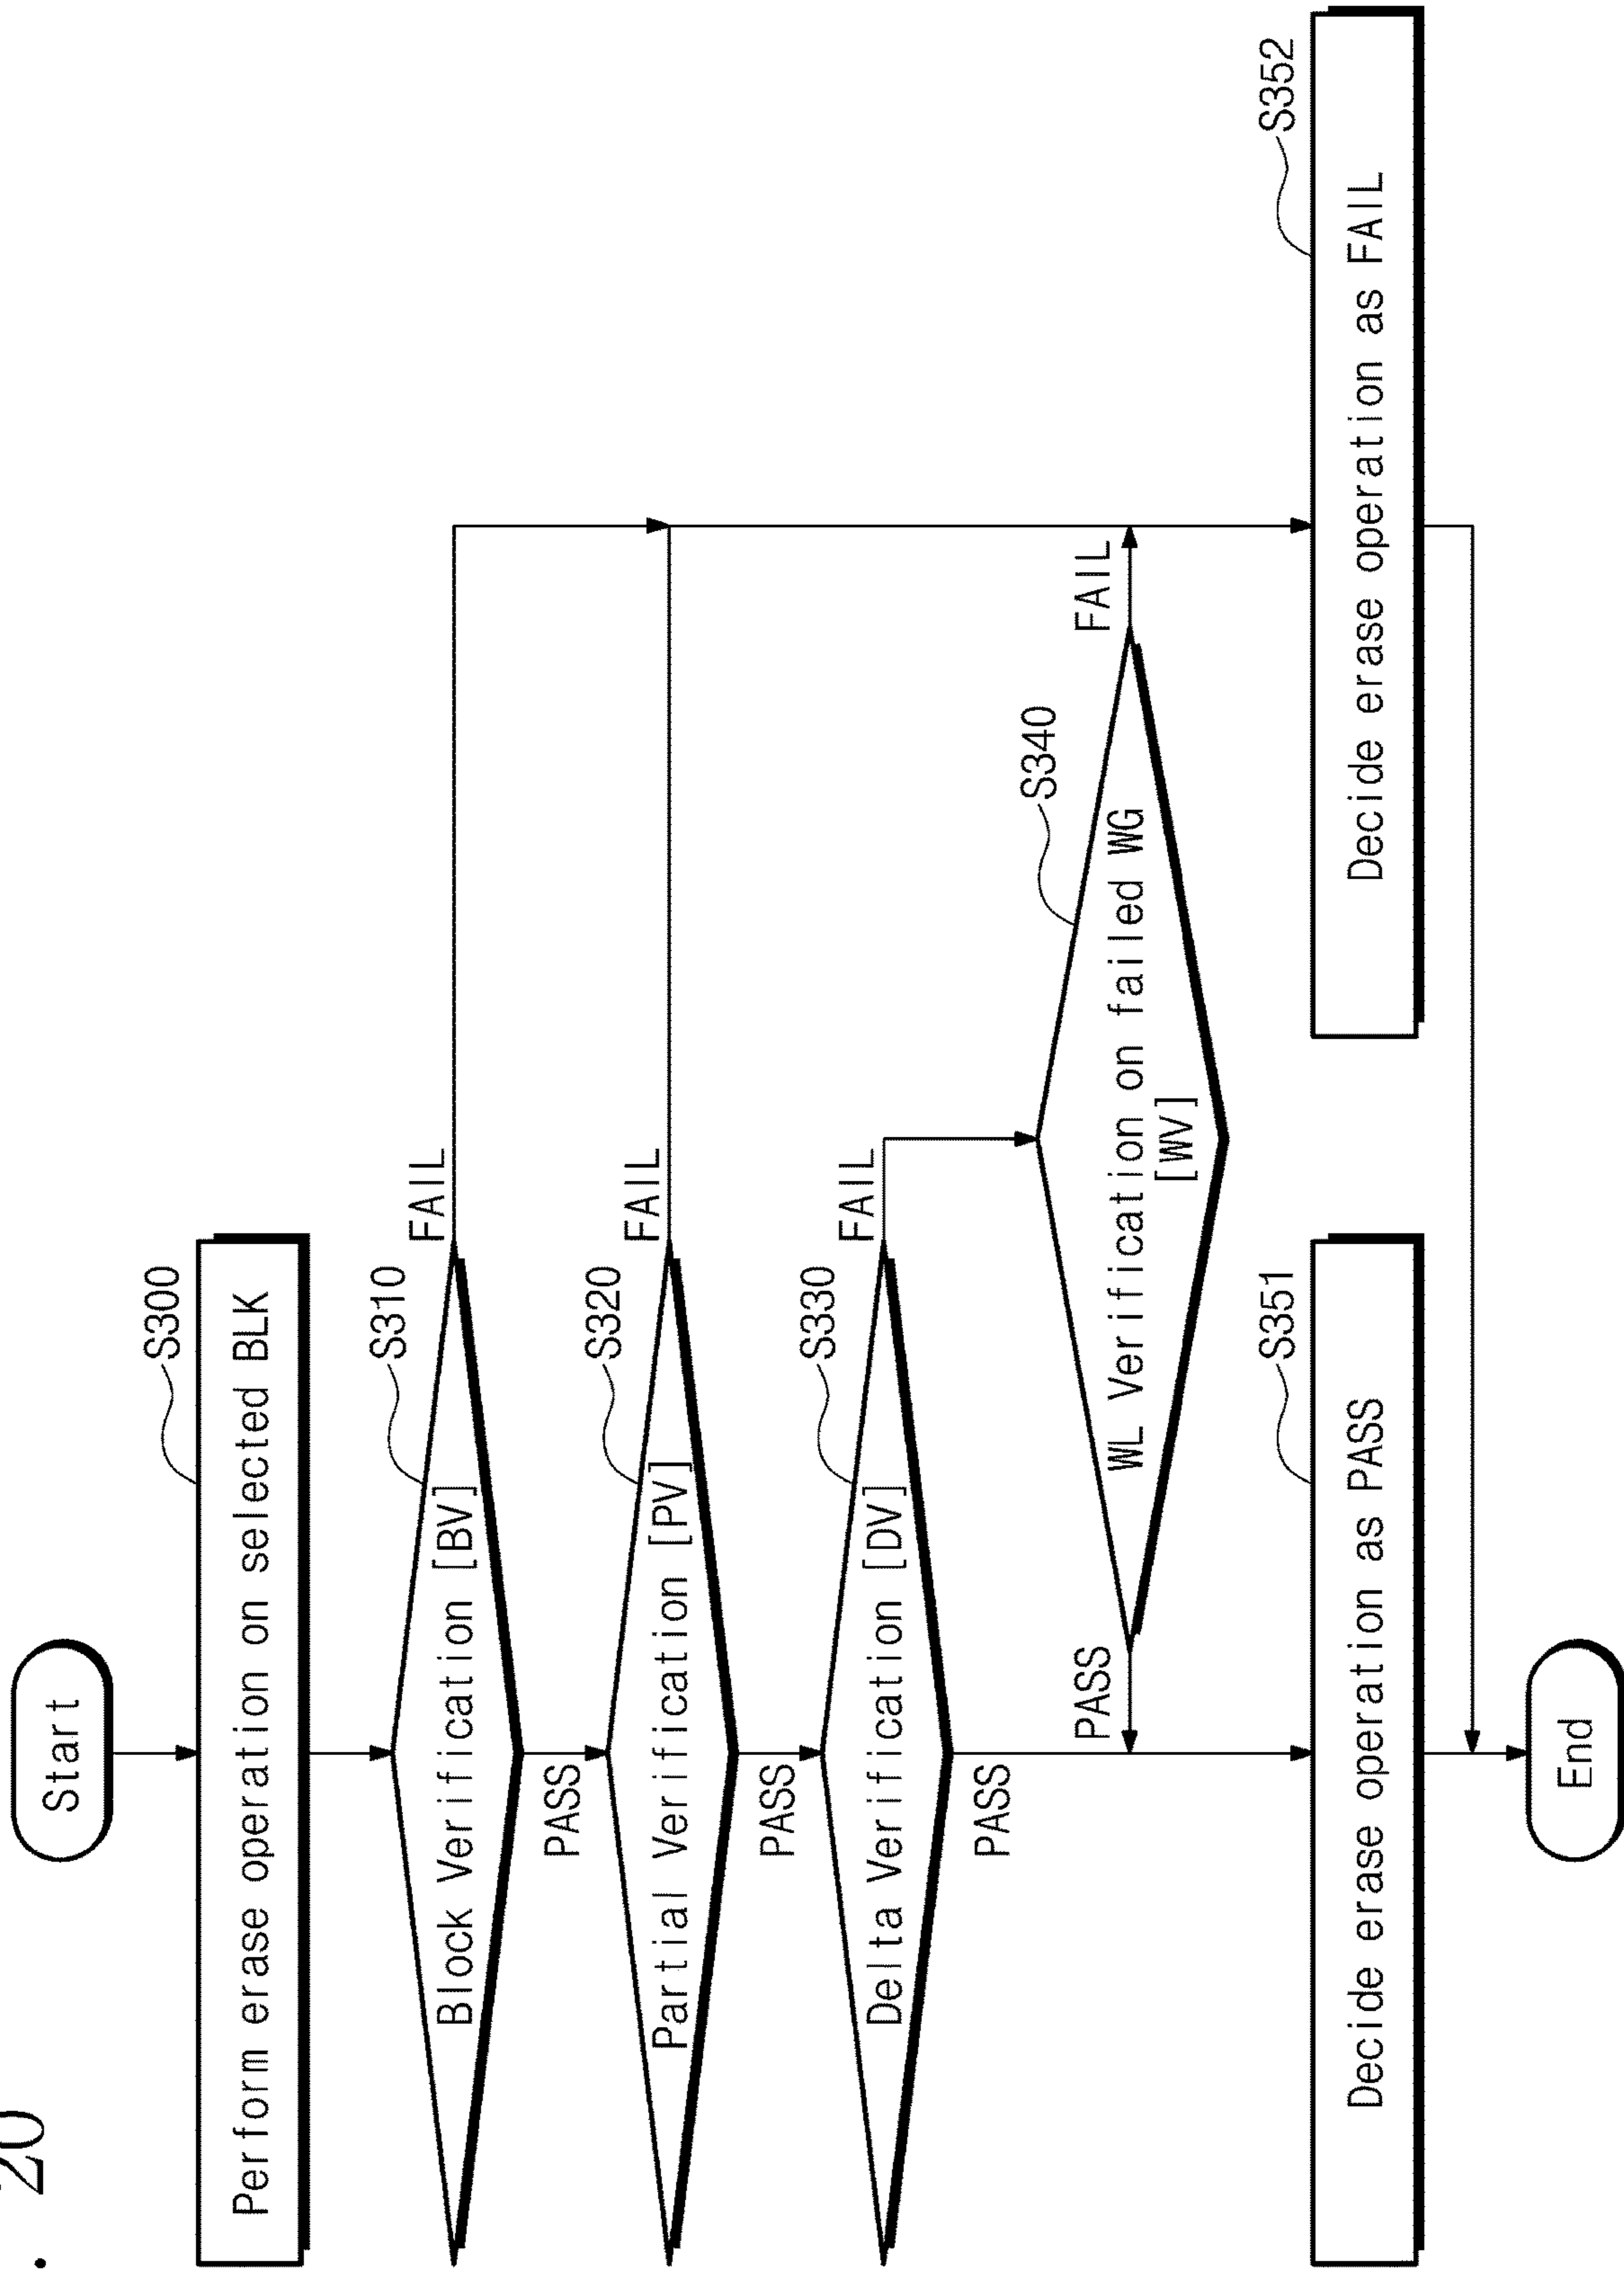 . 20
Start
S300
Perform erase operation on selected BLK
S310
Block Verification [BV]
FAIL
PASS
S320
Partial Verification [PV]
FAIL
PASS
S330
Delta Verification [DV]
FAIL
PASS
S340
WL Verification on failed WG
[WV]
PASS
FAIL
S351
Decide erase operation as PASS
S352
Decide erase operation as FAIL
End